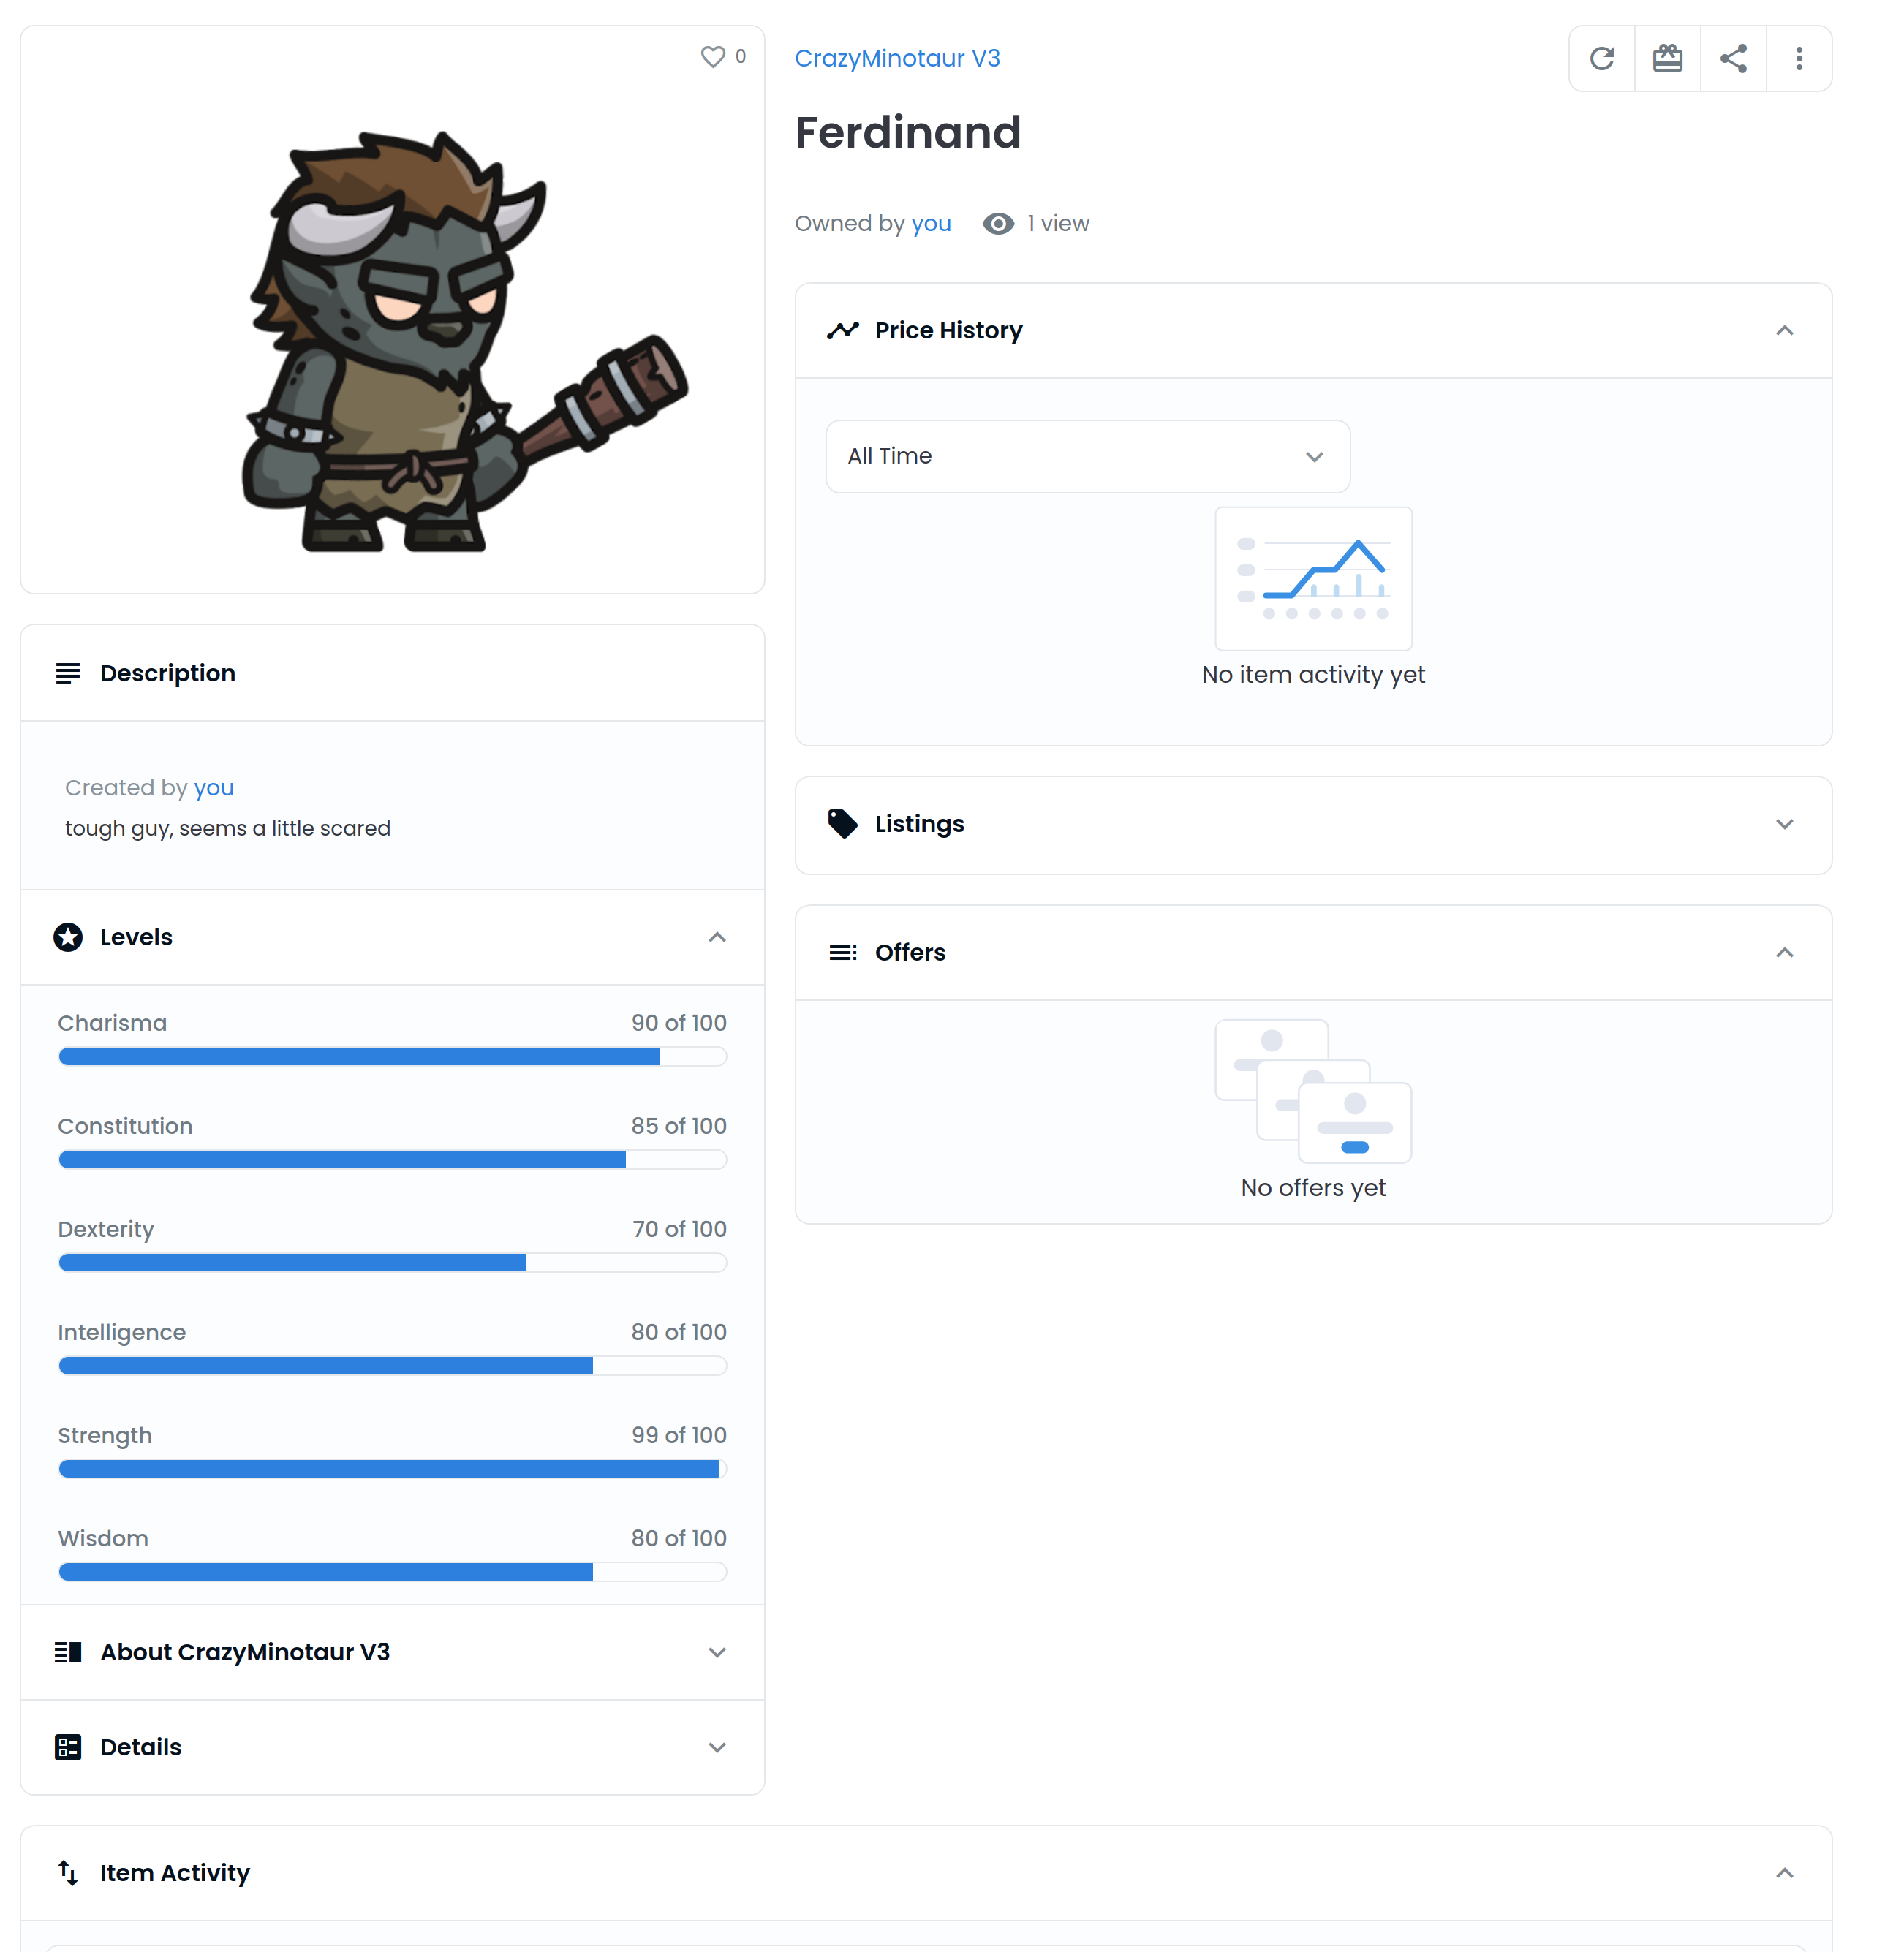 0
CrazyMinotaur V3
Ferdinand
Owned by you 1 view
Price History
All Time
No item activity yet
Listings
Offers
No offers yet
Description
Created by you
tough guy, seems a little scared
Levels
Charisma 90 of 100
Constitution 85 of 100
Dexterity 70 of 100
Intelligence 80 of 100
Strength 99 of 100
Wisdom 80 of 100
About CrazyMinotaur V3
Details
Item Activity